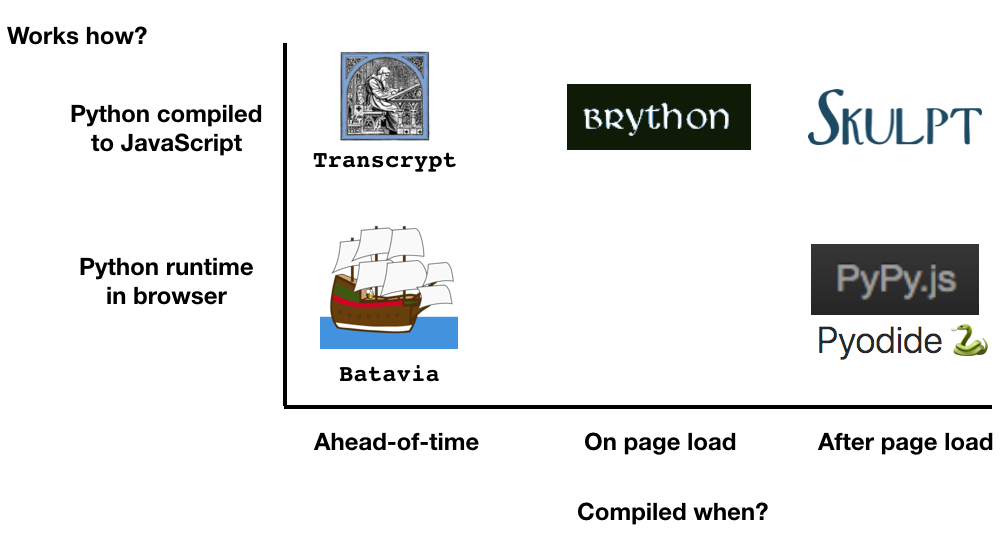 Works how?
Python compiled
to JavaScript
Transcrypt
BRython
SKULPT
Python runtime
in browser
Batavia
PyPy.js
Pyodide 🐍
Ahead-of-time
On page load
After page load
Compiled when?